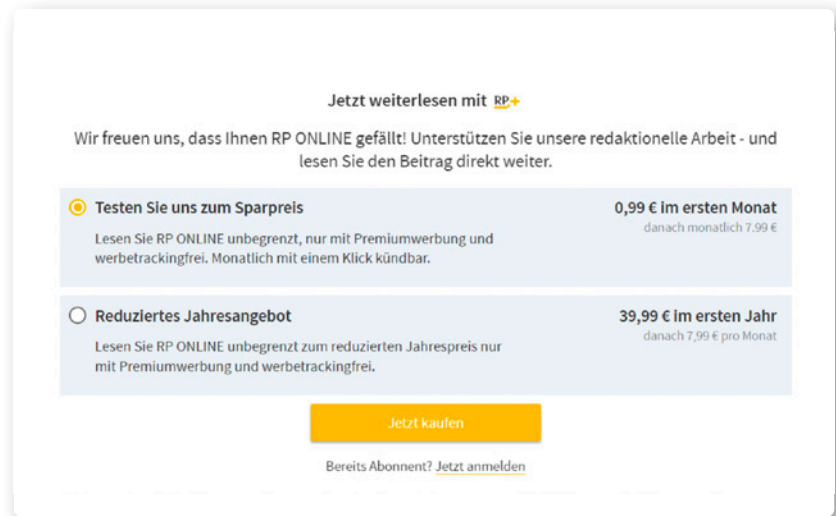 Jetzt weiterlesen mit RP+
Wir freuen uns, dass Ihnen RP ONLINE gefällt! Unterstützen Sie unsere redaktionelle Arbeit - und
lesen Sie den Beitrag direkt weiter.
Testen Sie uns zum Sparpreis
0,99 € im ersten Monat
danach monatlich 7.99 €
Lesen Sie RP ONLINE unbegrenzt, nur mit Premiumwerbung und
werbetrackingfrei. Monatlich mit einem Klick kündbar.
Reduziertes Jahresangebot
39,99 € im ersten Jahr
danach 7,99 € pro Monat
Lesen Sie RP ONLINE unbegrenzt zum reduzierten Jahrespreis nur
mit Premiumwerbung und werbetrackingfrei.
Jetzt kaufen
Bereits Abonnent? Jetzt anmelden